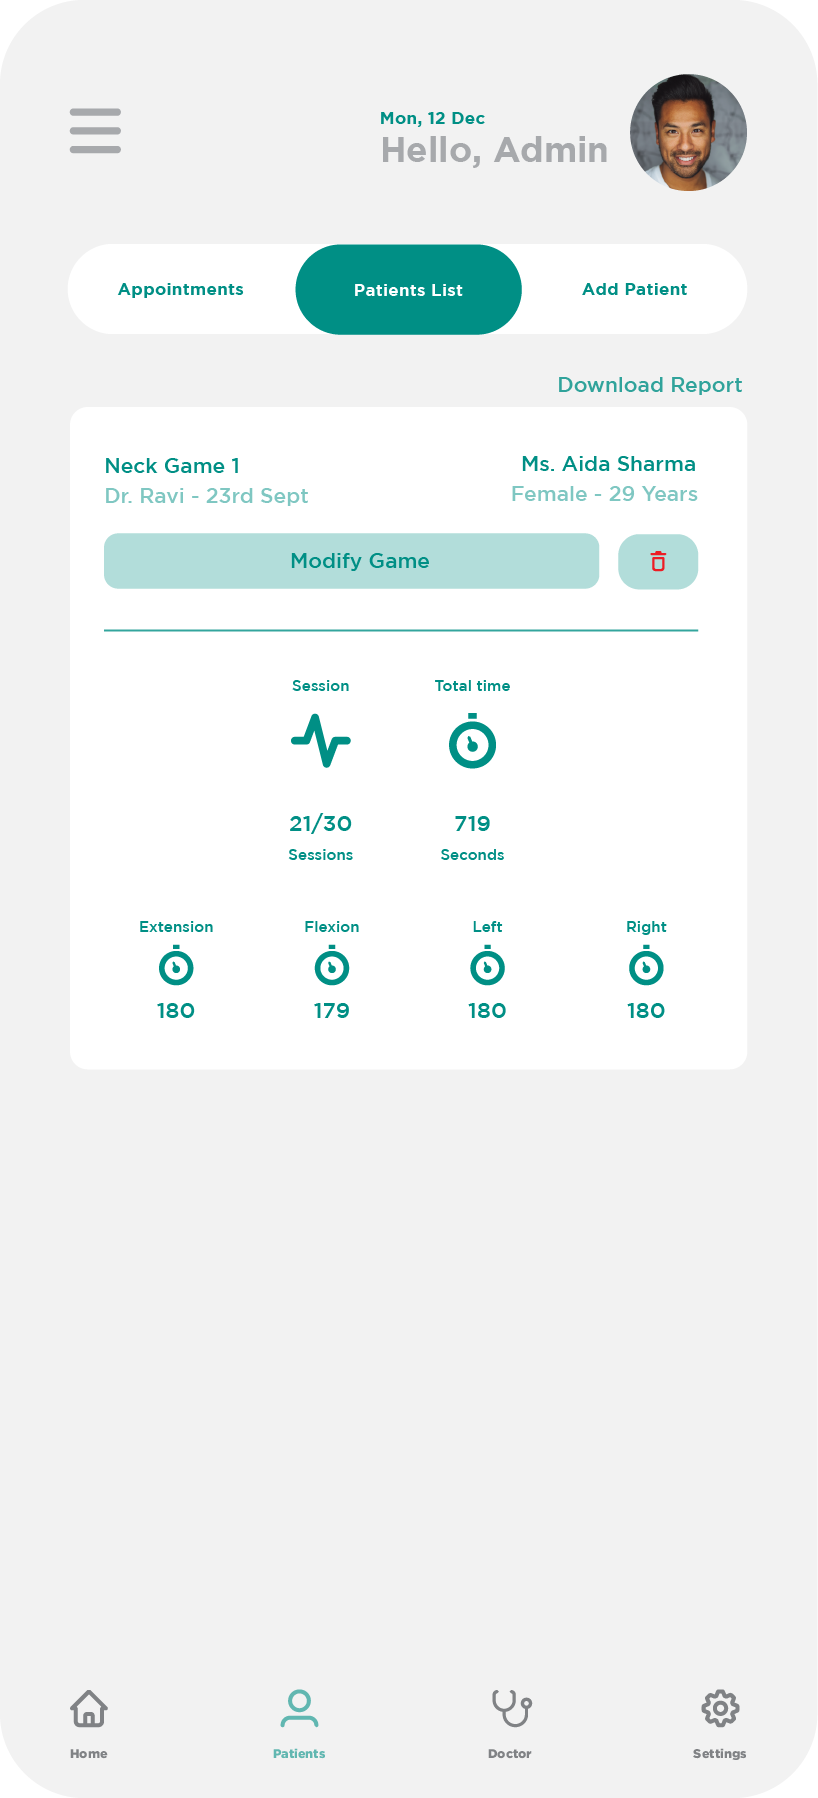 Mon, 12 Dec
Hello, Admin
Appointments
Patients List
Add Patient
Download Report
Neck Game 1
Dr. Ravi - 23rd Sept
Ms. Aida Sharma
Female - 29 Years
Modify Game
Session
Total time
21/30
719
Sessions
Seconds
Extension
Flexion
Left
Right
180
179
180
180
Home
Patients
Doctor
Settings